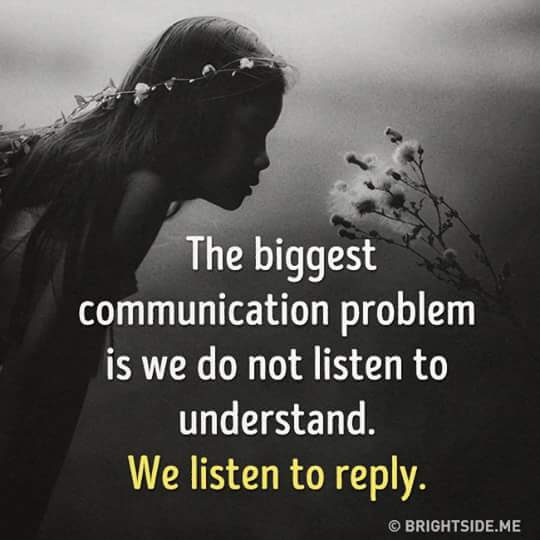 The biggest
communication problem
is we do not listen to
understand.
We listen to reply.
© BRIGHTSIDE.ME